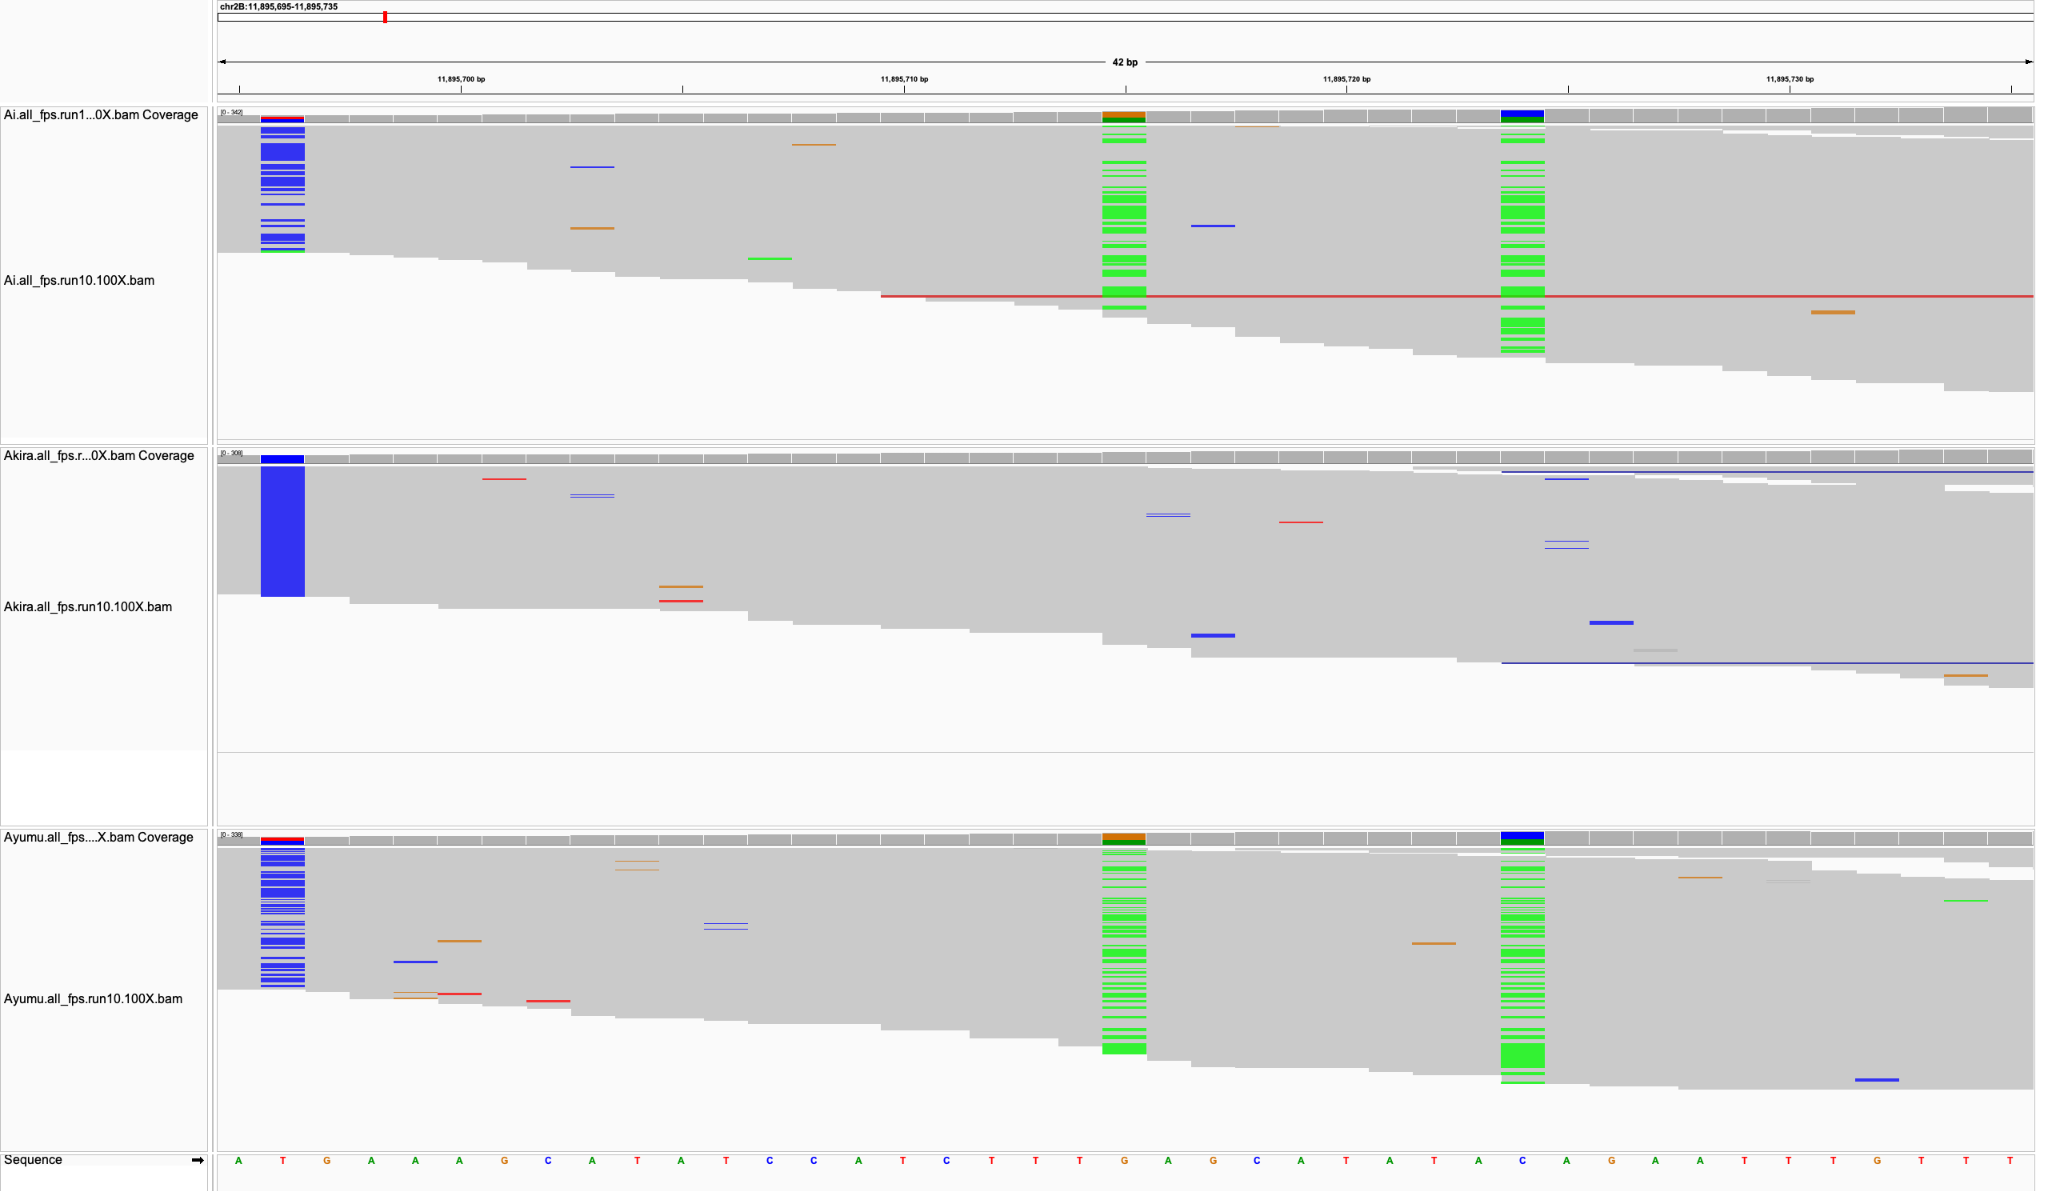 chr2B:11,895,695-11,895,735
42 bp
11,895,700 bp 11,895,710 bp 11,895,720 bp 11,895,730 bp
Ai.all_fps.run1...0X.bam Coverage
[0 - 342]
Ai.all_fps.run10.100X.bam
Akira.all_fps.r...0X.bam Coverage
Akira.all_fps.run10.100X.bam
Ayumu.all_fps....X.bam Coverage
Ayumu.all_fps.run10.100X.bam
Sequence
A T G A A A G C A T A T C C A T C T T T G A G C A T A T A C A G A A T T T G T T T